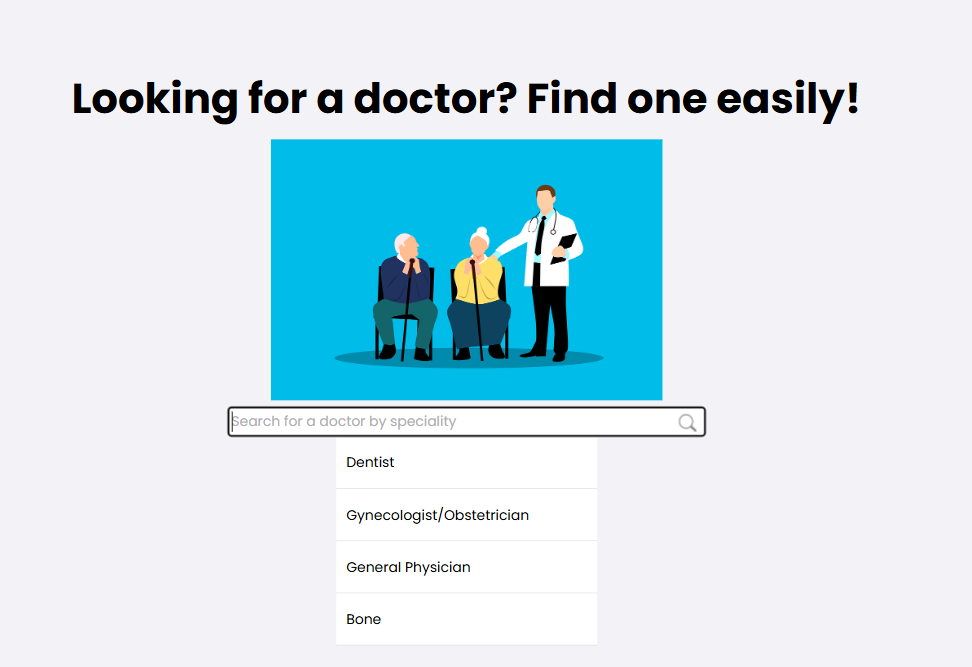 Looking for a doctor? Find one easily!
Search for a doctor by speciality
Dentist
Gynecologist/Obstetrician
General Physician
Bone